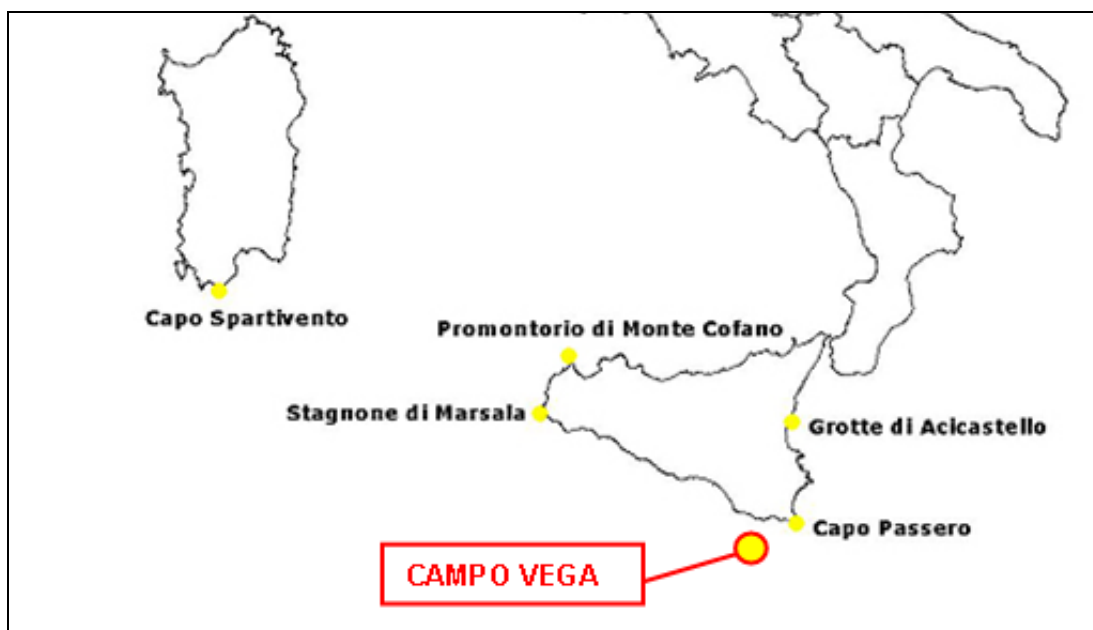 Capo Spartivento
Promontorio di Monte Cofano
Stagnone di Marsala
Grotte di Acicastello
Capo Passero
CAMPO VEGA